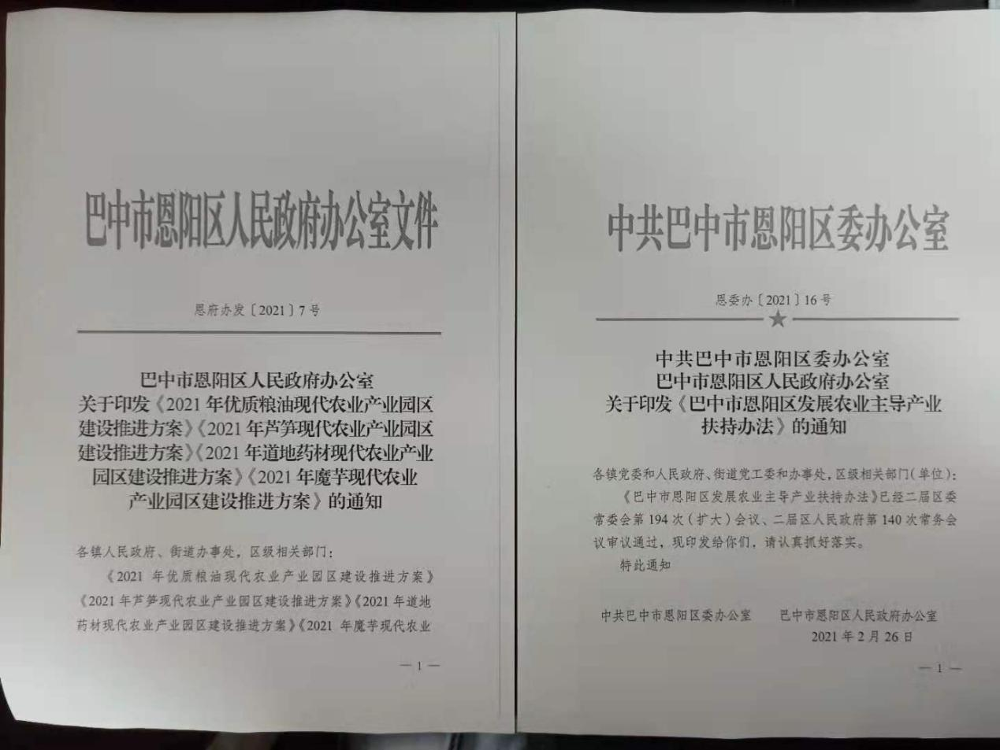 巴中市恩阳区人民政府办公室文件
恩府办发〔2021〕7号
巴中市恩阳区人民政府办公室
关于印发《2021年优质粮油现代农业产业园区
建设推进方案》《2021年芦笋现代农业产业园区
建设推进方案》《2021年道地药材现代农业产业
园区建设推进方案》《2021年魔芋现代农业
产业园区建设推进方案》的通知
各镇人民政府、街道办事处，区级相关部门：
《2021 年优质粮油现代农业产业园区建设推进方案》
《2021年芦笋现代农业产业园区建设推进方案》《2021年道地
药材现代农业产业园区建设推进方案》《2021 年魔芋现代农业
— 1 —
中共巴中市恩阳区委办公室
恩委办〔2021〕16号
中共巴中市恩阳区委办公室
巴中市恩阳区人民政府办公室
关于印发《巴中市恩阳区发展农业主导产业
扶持办法》的通知
各镇党委和人民政府、街道党工委和办事处，区级相关部门（单位）：
《巴中市恩阳区发展农业主导产业扶持办法》已经二届区委
常委会第194次（扩大）会议、二届区人民政府第140次常务会
议审议通过，现印发给你们，请认真抓好落实。
特此通知
中共巴中市恩阳区委办公室 巴中市恩阳区人民政府办公室
2021年2月26日
— 1 —